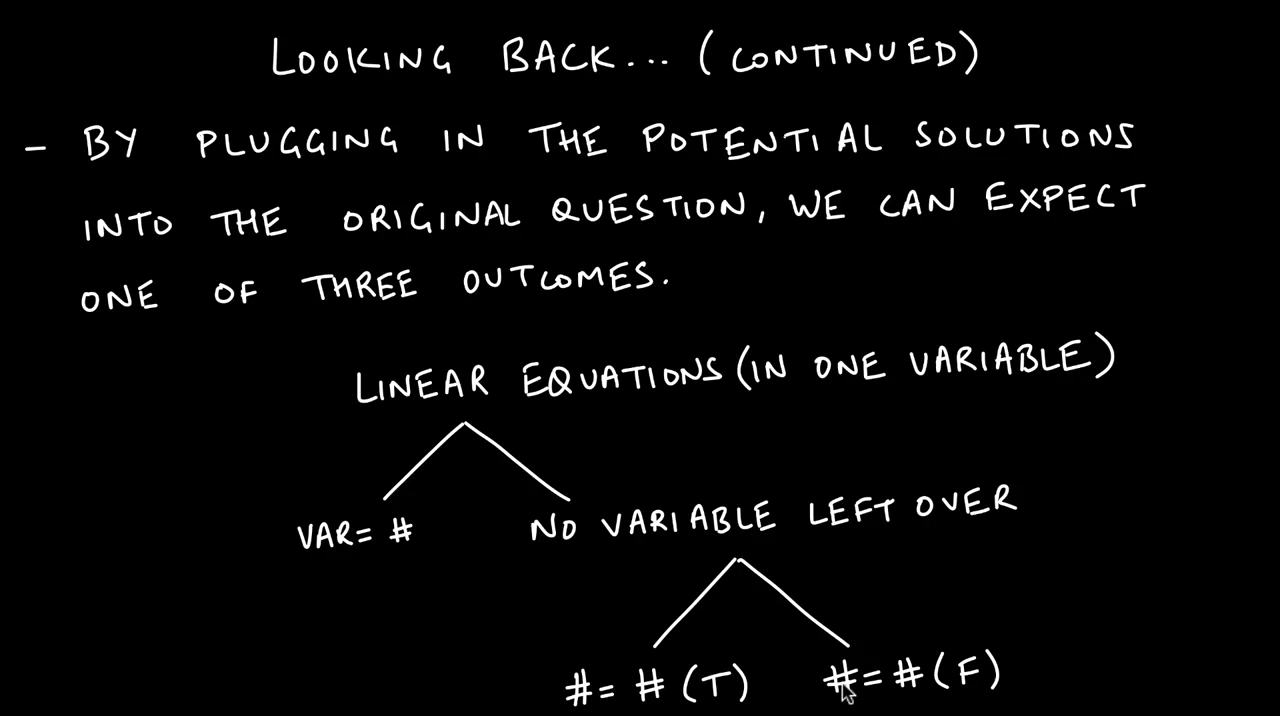 LOOKING BACK... (CONTINUED)
- BY PLUGGING IN THE POTENTIAL SOLUTIONS
INTO THE ORIGINAL QUESTION, WE CAN EXPECT
ONE OF THREE OUTCOMES.
LINEAR EQUATIONS (IN ONE VARIABLE)
VAR = # NO VARIABLE LEFT OVER
# = # (T) # = # (F)